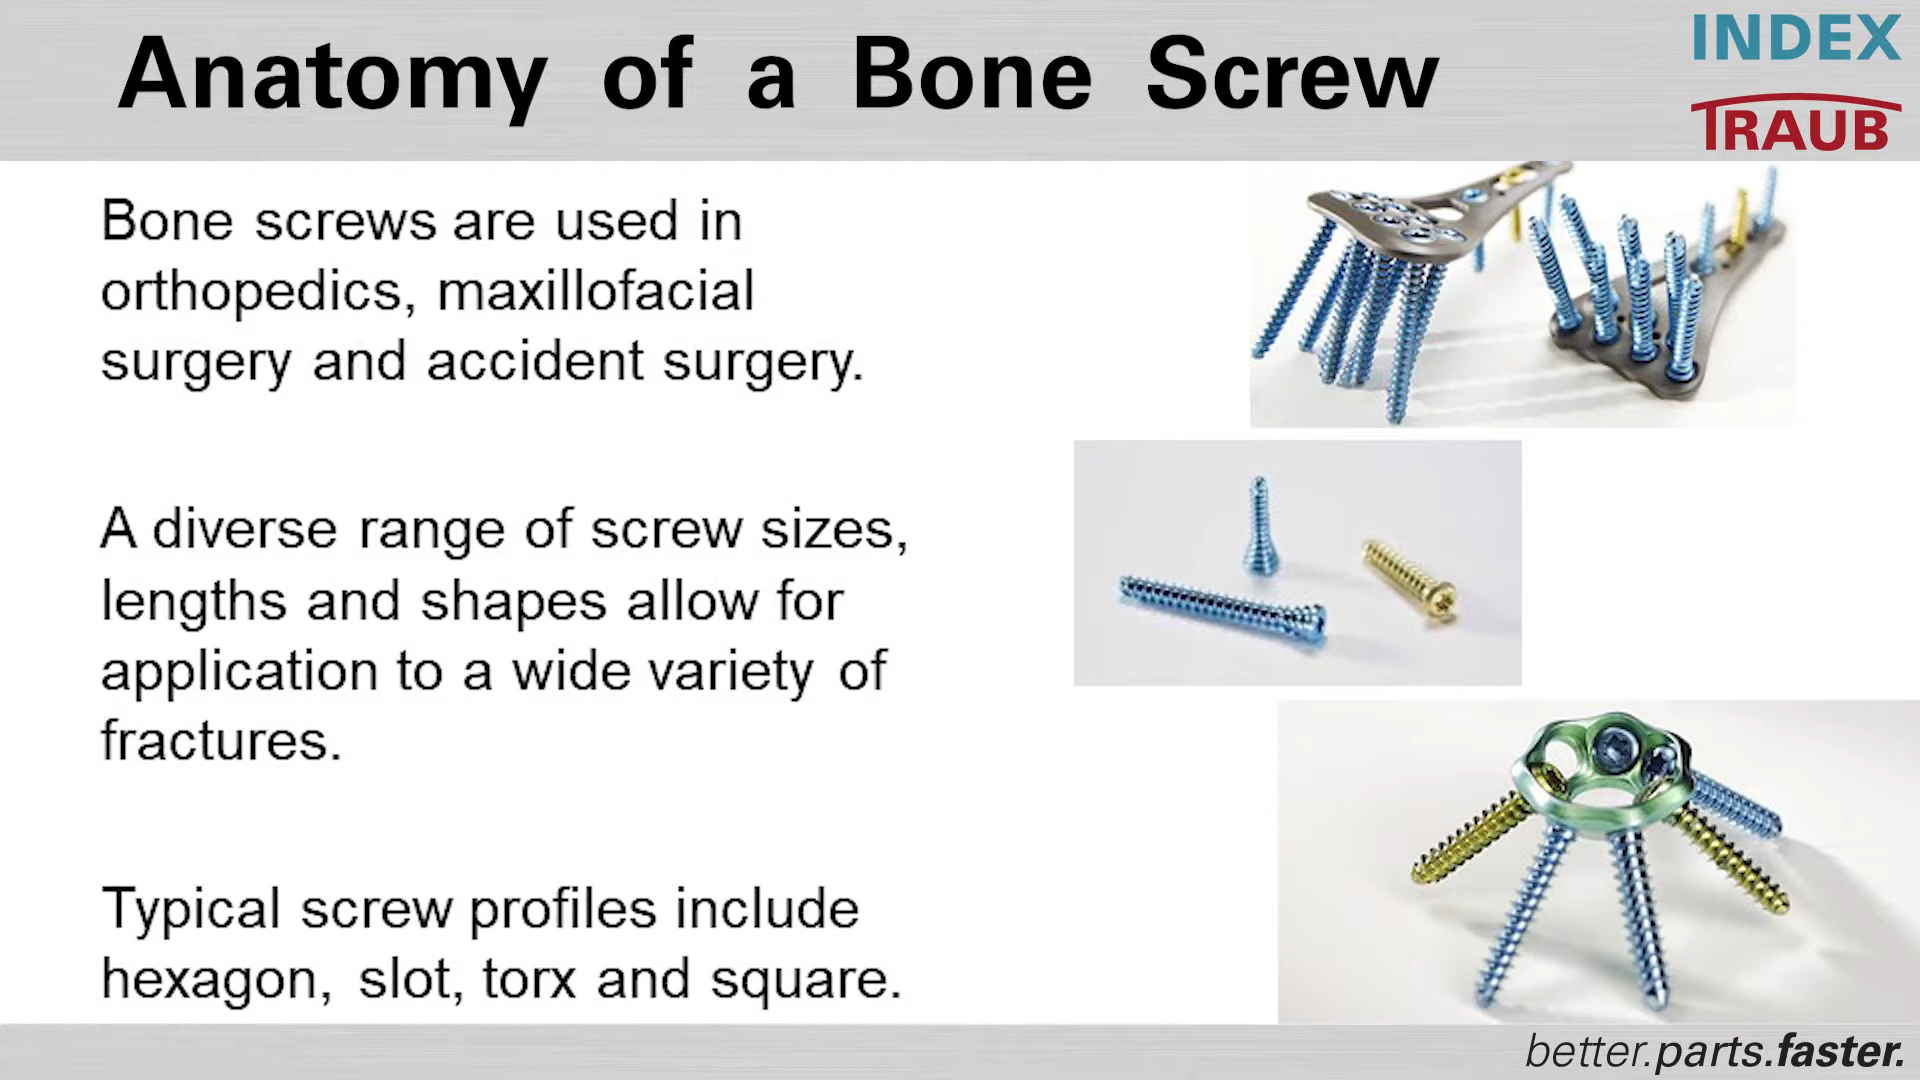 Anatomy of a Bone Screw
INDEX
TRAUB
Bone screws are used in
orthopedics, maxillofacial
surgery and accident surgery.
A diverse range of screw sizes,
lengths and shapes allow for
application to a wide variety of
fractures.
Typical screw profiles include
hexagon, slot, torx and square.
better.parts.faster.